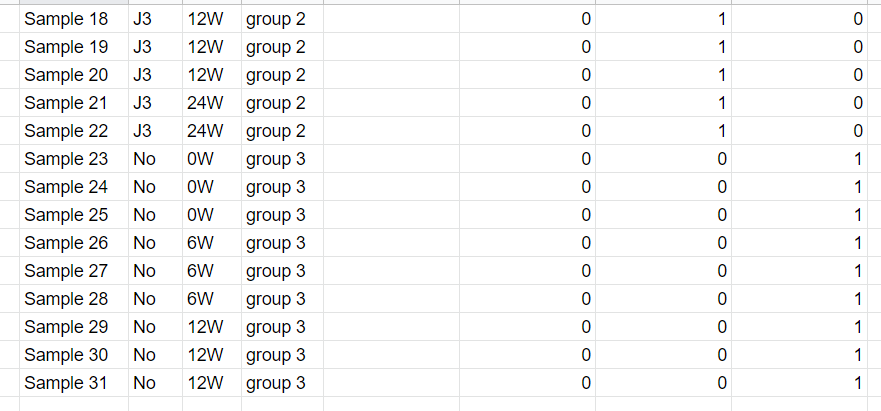 Sample 18 J3 12W group 2 0 1 0
Sample 19 J3 12W group 2 0 1 0
Sample 20 J3 12W group 2 0 1 0
Sample 21 J3 24W group 2 0 1 0
Sample 22 J3 24W group 2 0 1 0
Sample 23 No 0W group 3 0 0 1
Sample 24 No 0W group 3 0 0 1
Sample 25 No 0W group 3 0 0 1
Sample 26 No 6W group 3 0 0 1
Sample 27 No 6W group 3 0 0 1
Sample 28 No 6W group 3 0 0 1
Sample 29 No 12W group 3 0 0 1
Sample 30 No 12W group 3 0 0 1
Sample 31 No 12W group 3 0 0 1